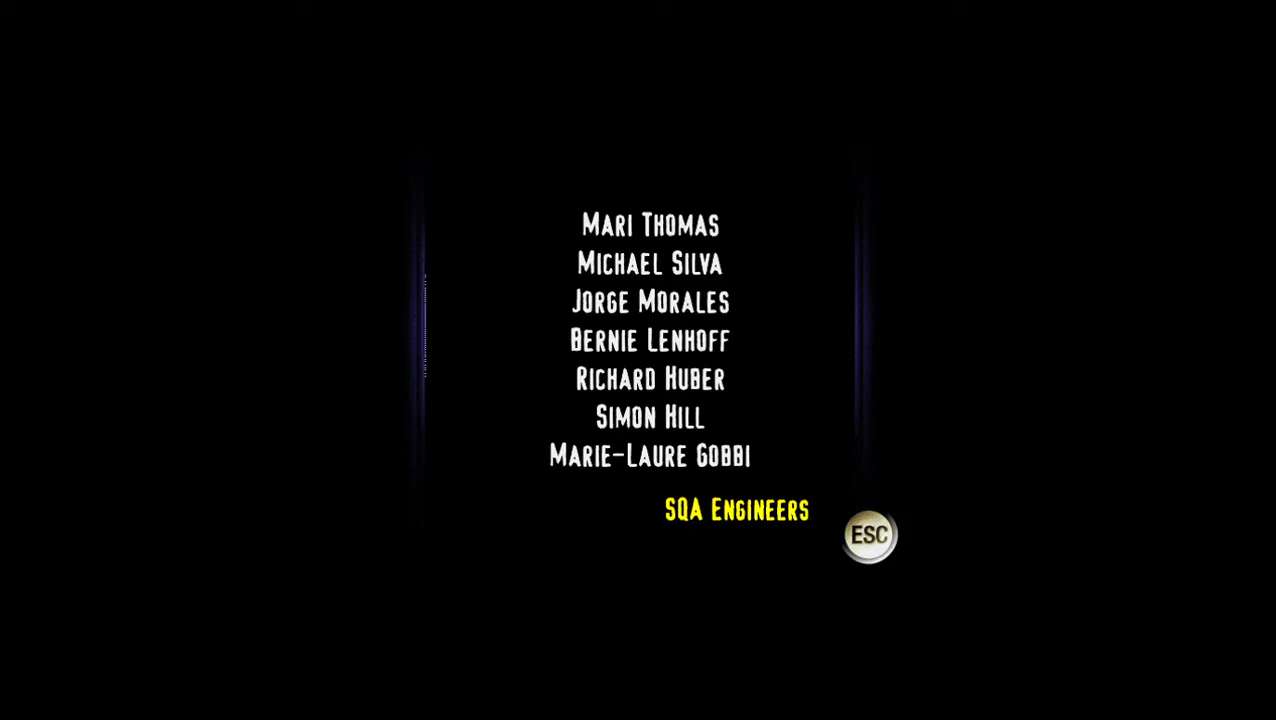 Mari Thomas
Michael Silva
Jorge Morales
Bernie Lenhoff
Richard Huber
Simon Hill
Marie-Laure Gobbi
SQA Engineers
ESC